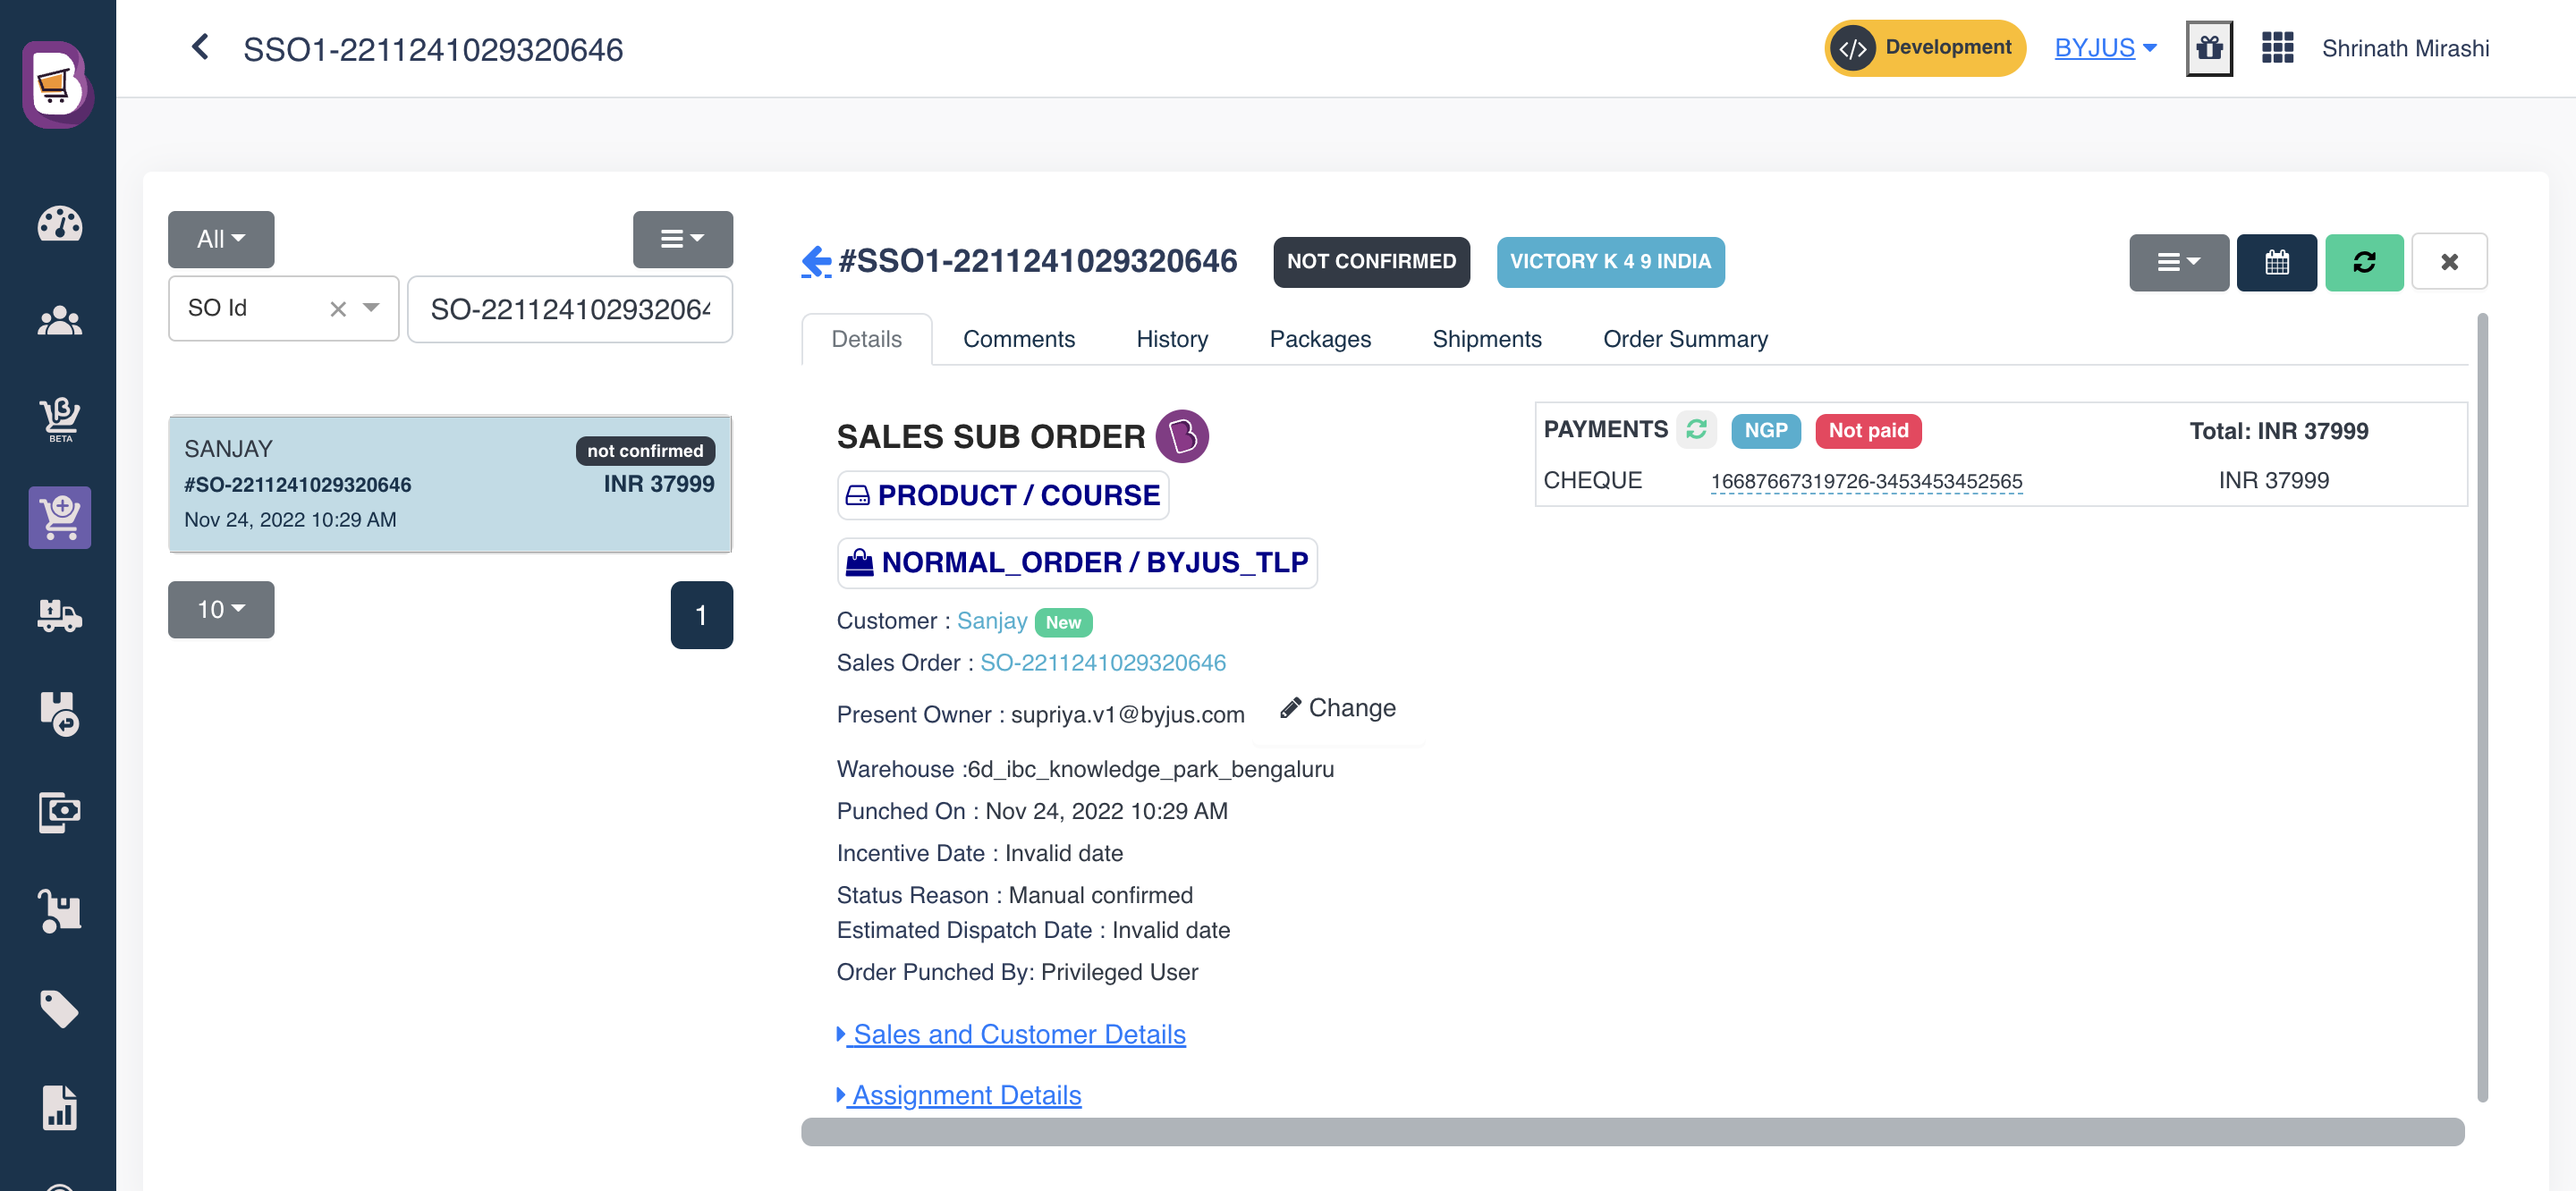 SSO1-2211241029320646
</> Development
BYJUS
Shrinath Mirashi
BETA
All
SO Id
SO-22112410293206
SANJAY
not confirmed
#SO-2211241029320646
INR 37999
Nov 24, 2022 10:29 AM
10
1
#SSO1-2211241029320646
NOT CONFIRMED
VICTORY K 4 9 INDIA
Details
Comments
History
Packages
Shipments
Order Summary
SALES SUB ORDER
PRODUCT / COURSE
NORMAL_ORDER / BYJUS_TLP
Customer : Sanjay New
Sales Order : SO-2211241029320646
Present Owner : supriya.v1@byjus.com
Change
Warehouse :6d_ibc_knowledge_park_bengaluru
Punched On : Nov 24, 2022 10:29 AM
Incentive Date : Invalid date
Status Reason : Manual confirmed
Estimated Dispatch Date : Invalid date
Order Punched By: Privileged User
Sales and Customer Details
Assignment Details
PAYMENTS
NGP
Not paid
Total: INR 37999
CHEQUE
16687667319726-3453453452565
INR 37999